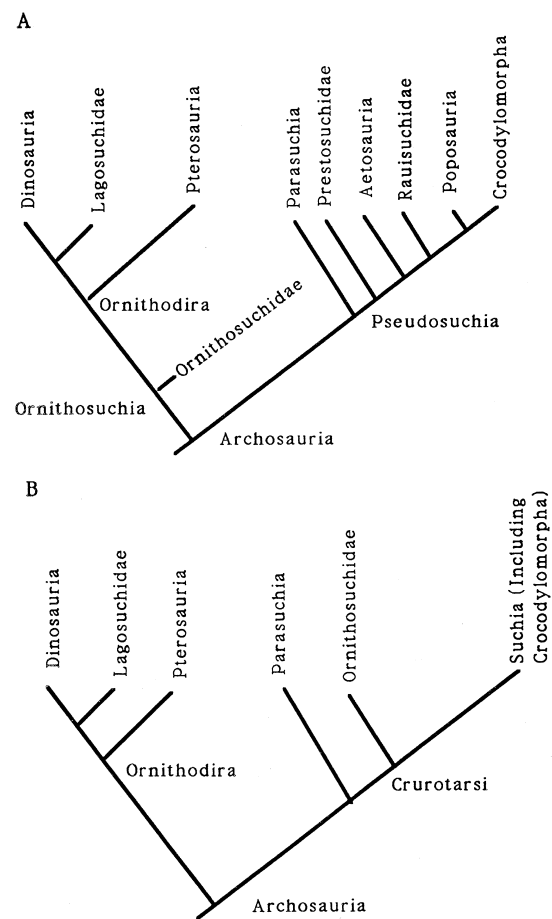 A
Dinosauria
Lagosuchidae
Pterosauria
Parasuchia
Prestosuchidae
Aetosauria
Rauisuchidae
Poposauria
Crocodylomorpha
Ornithodira
Ornithosuchidae
Pseudosuchia
Ornithosuchia
Archosauria
B
Dinosauria
Lagosuchidae
Pterosauria
Parasuchia
Ornithosuchidae
Suchia (Including
Crocodylomorpha)
Ornithodira
Crurotarsi
Archosauria